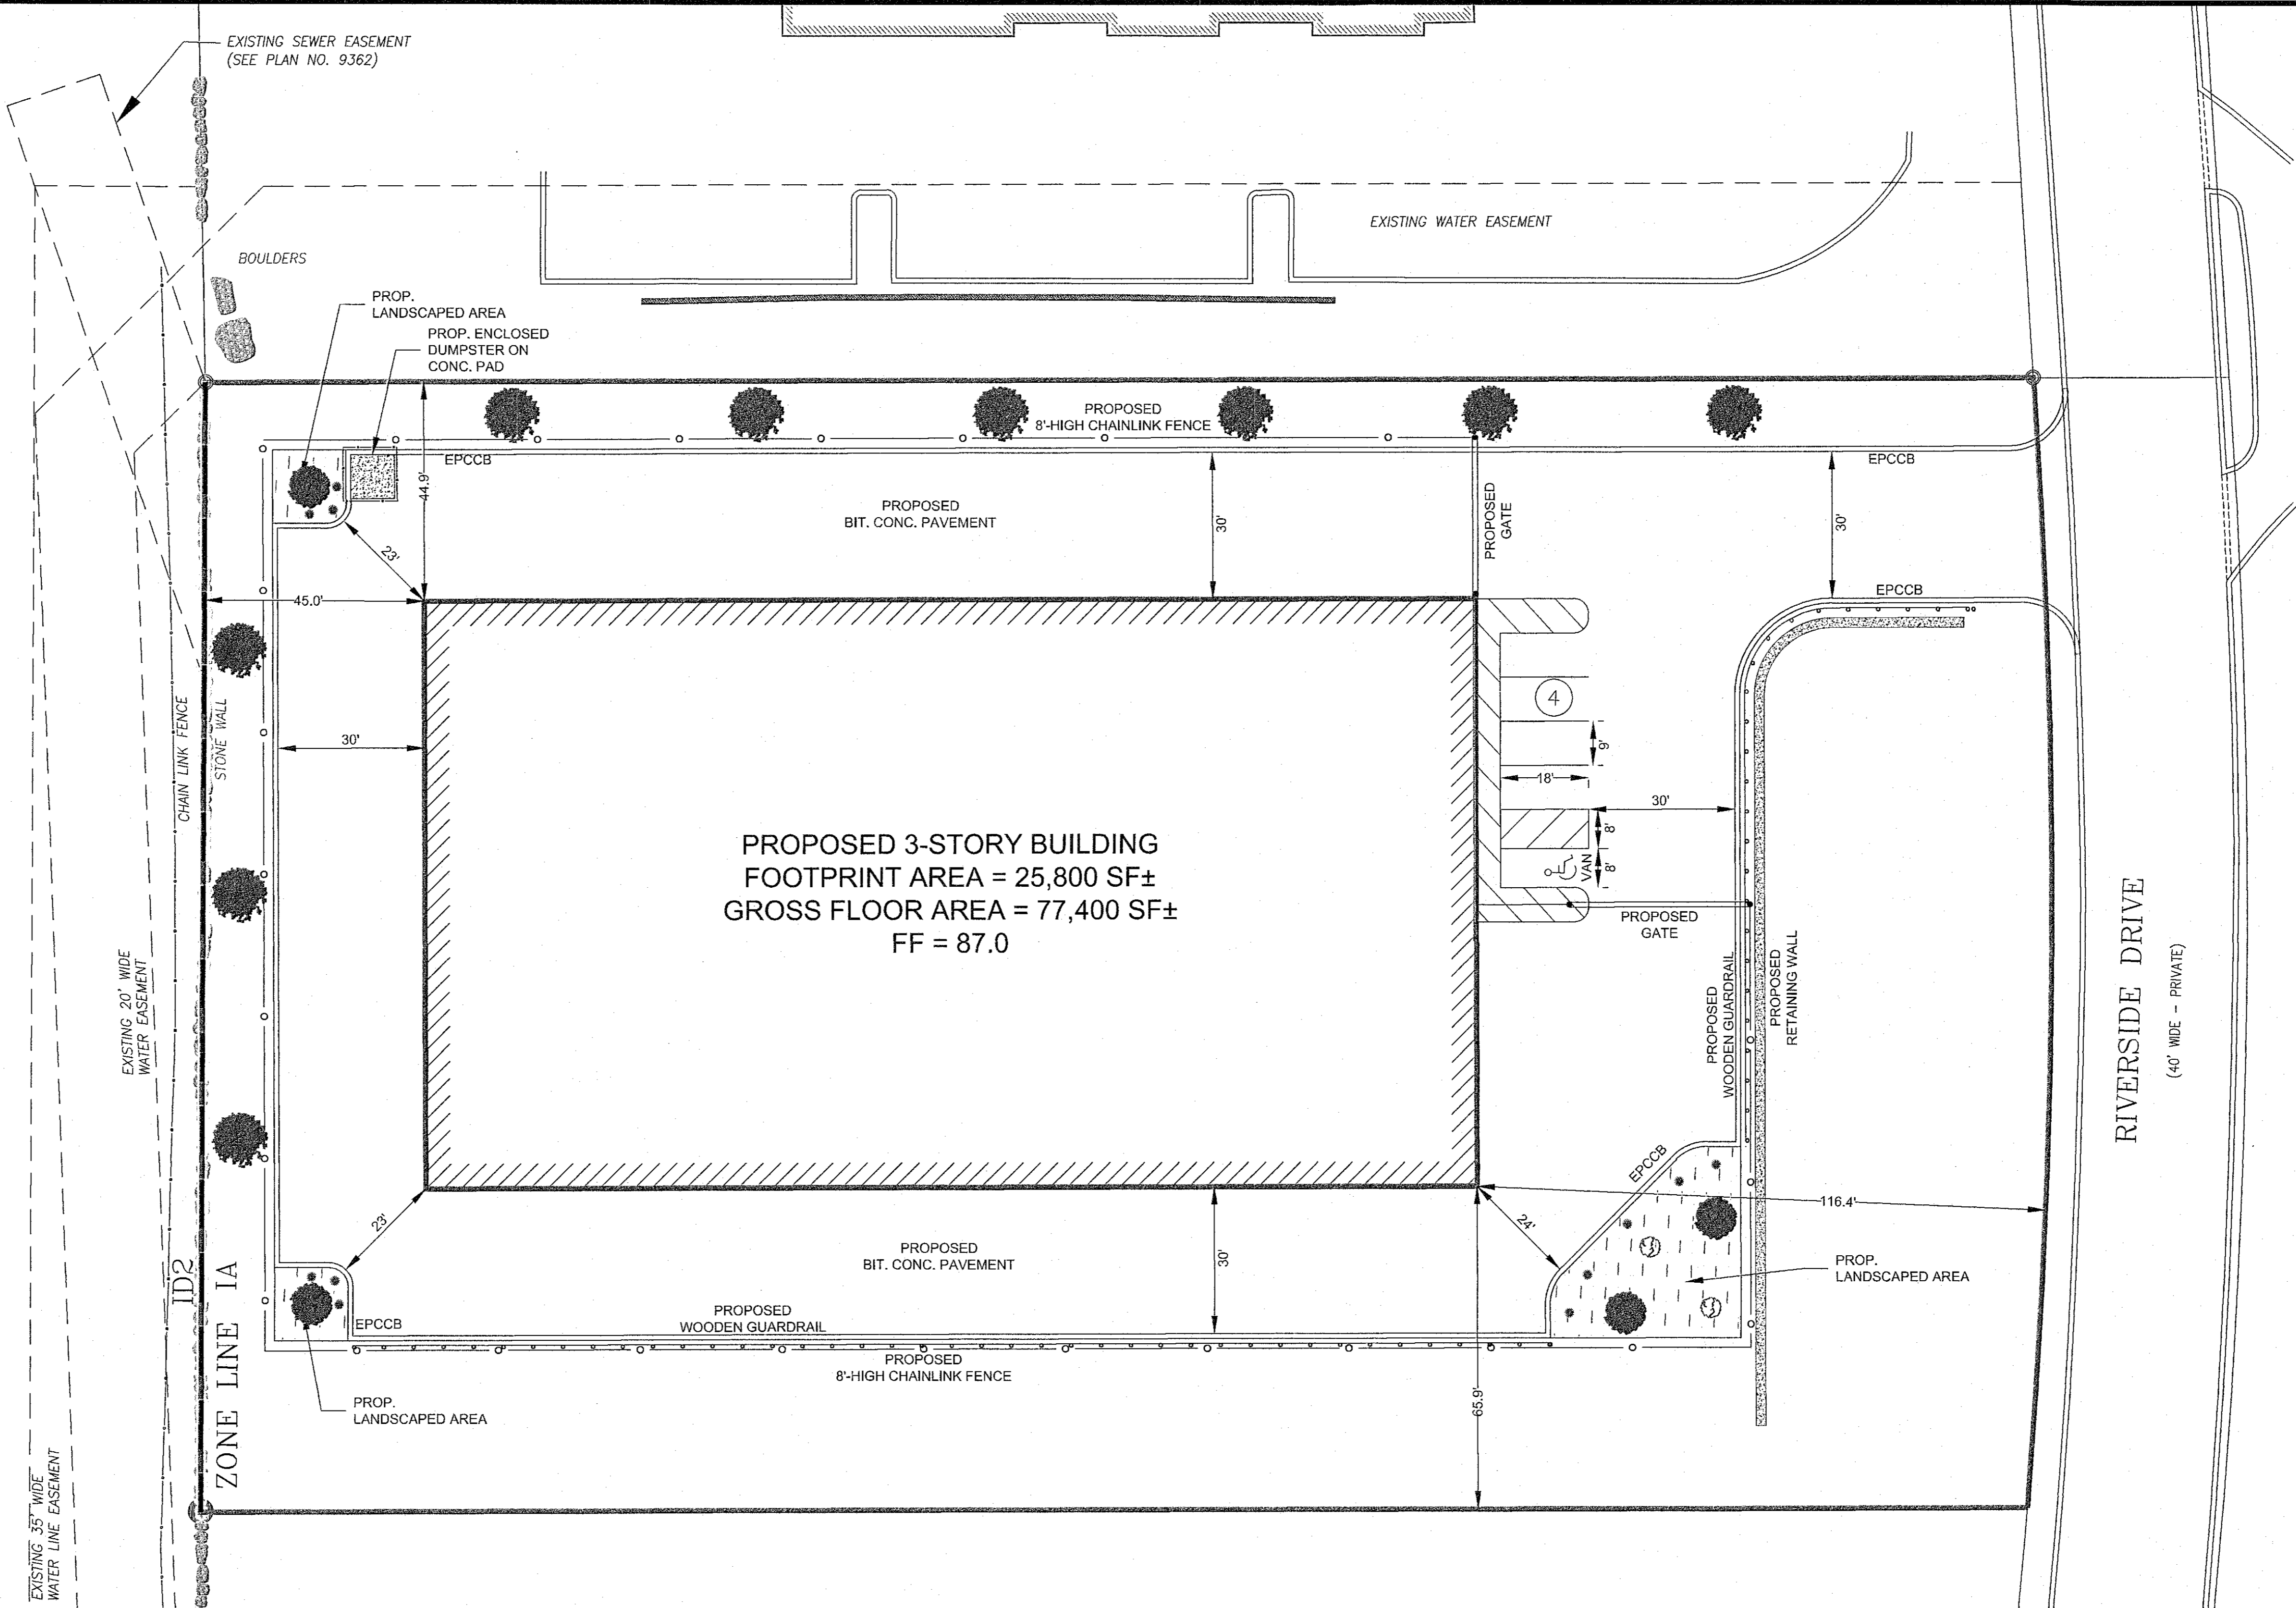 EXISTING SEWER EASEMENT
(SEE PLAN NO. 9362)
BOULDERS
EXISTING WATER EASEMENT
PROP.
LANDSCAPED AREA
PROP. ENCLOSED
DUMPSTER ON
CONC. PAD
PROPOSED
8'-HIGH CHAINLINK FENCE
EPCCB
EPCCB
44.9'
PROPOSED
BIT. CONC. PAVEMENT
30'
PROPOSED
GATE
30'
23'
45.0'
EPCCB
CHAIN LINK FENCE
STONE WALL
30'
4
9'
18'
30'
8'
8'
VAN
PROPOSED 3-STORY BUILDING
FOOTPRINT AREA = 25,800 SF±
GROSS FLOOR AREA = 77,400 SF±
FF = 87.0
PROPOSED
GATE
PROPOSED
WOODEN GUARDRAIL
PROPOSED
RETAINING WALL
RIVERSIDE DRIVE
(40' WIDE - PRIVATE)
EXISTING 20' WIDE
WATER EASEMENT
EPCCB
116.4'
23'
24'
PROPOSED
BIT. CONC. PAVEMENT
30'
PROP.
LANDSCAPED AREA
ID2
ZONE LINE IA
EPCCB
PROPOSED
WOODEN GUARDRAIL
PROPOSED
8'-HIGH CHAINLINK FENCE
PROP.
LANDSCAPED AREA
65.9'
EXISTING 35' WIDE
WATER LINE EASEMENT